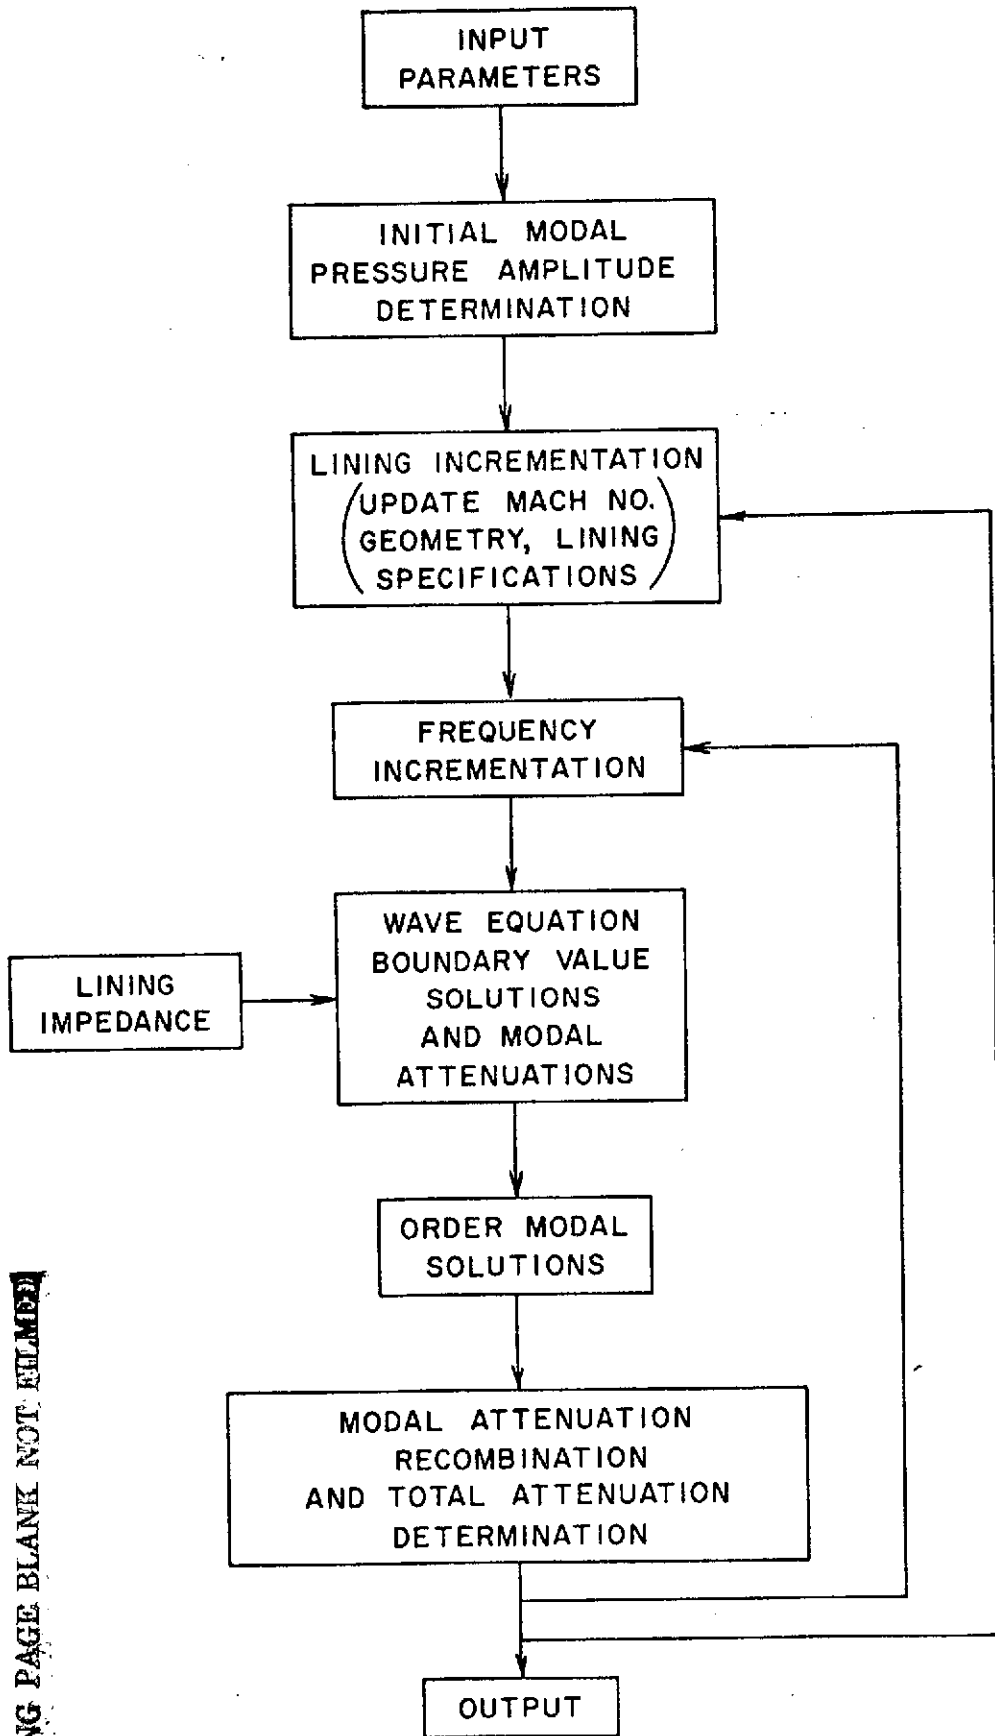 INPUT
PARAMETERS
INITIAL MODAL
PRESSURE AMPLITUDE
DETERMINATION
LINING INCREMENTATION
(UPDATE MACH NO.
GEOMETRY, LINING
SPECIFICATIONS)
FREQUENCY
INCREMENTATION
WAVE EQUATION
BOUNDARY VALUE
SOLUTIONS
AND MODAL
ATTENUATIONS
LINING
IMPEDANCE
ORDER MODAL
SOLUTIONS
MODAL ATTENUATION
RECOMBINATION
AND TOTAL ATTENUATION
DETERMINATION
OUTPUT
NG PAGE BLANK NOT FILMED